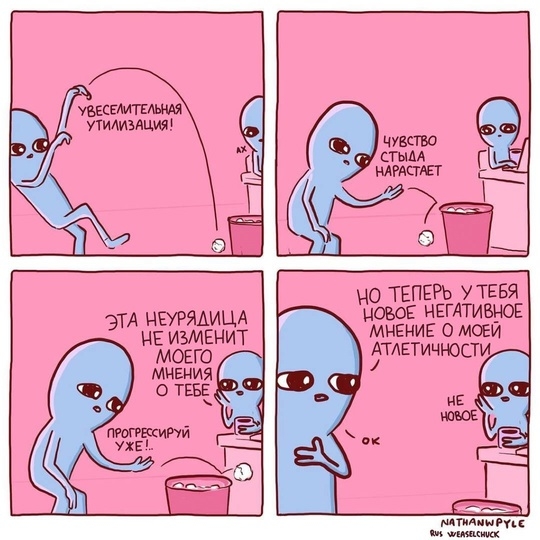 УВЕСЕЛИТЕЛЬНАЯ
УТИЛИЗАЦИЯ!
АХ
ЧУВСТВО
СТЫДА
НАРАСТАЕТ
ЭТА НЕУРЯДИЦА
НЕ ИЗМЕНИТ
МОЕГО
МНЕНИЯ
О ТЕБЕ
ПРОГРЕССИРУЙ
УЖЕ!..
НО ТЕПЕРЬ У ТЕБЯ
НОВОЕ НЕГАТИВНОЕ
МНЕНИЕ О МОЕЙ
АТЛЕТИЧНОСТИ
НЕ
НОВОЕ
ОК
NATHANWPYLE
RUS WEASELCHUCK